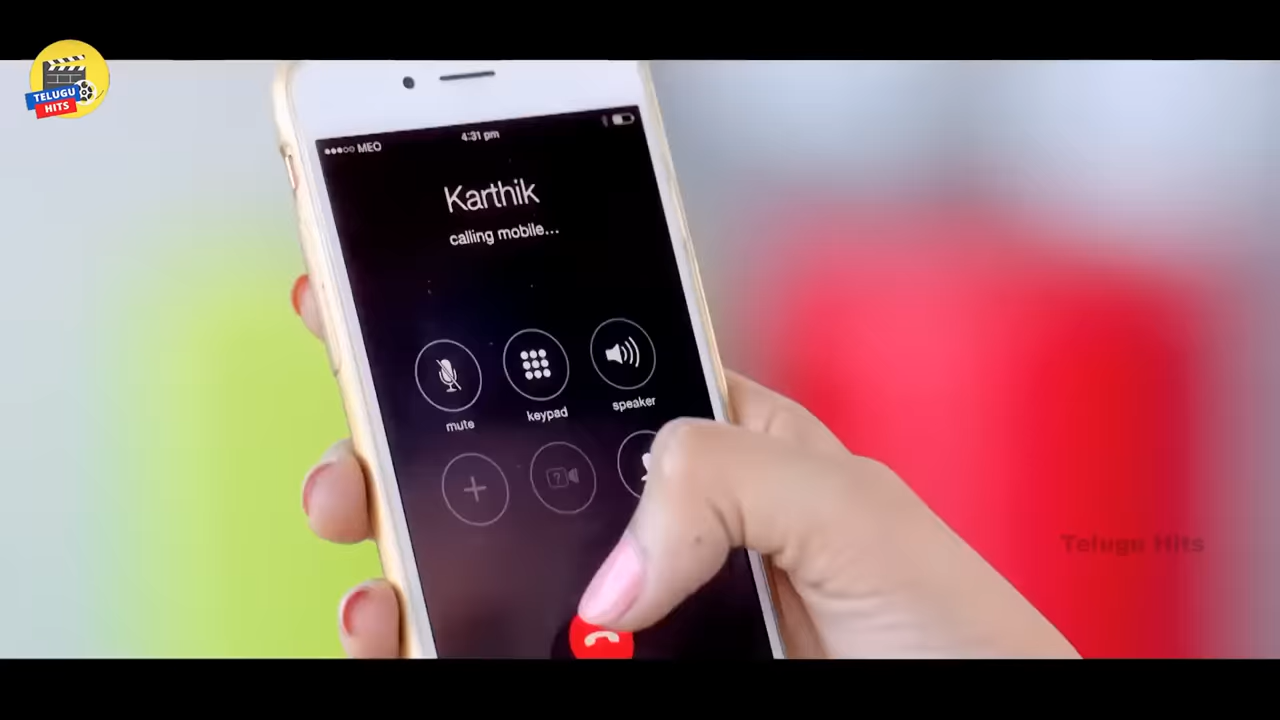 TELUGU
HITS
4:31 pm
MEO
Karthik
calling mobile...
mute
keypad
speaker
?
Telugu Hits